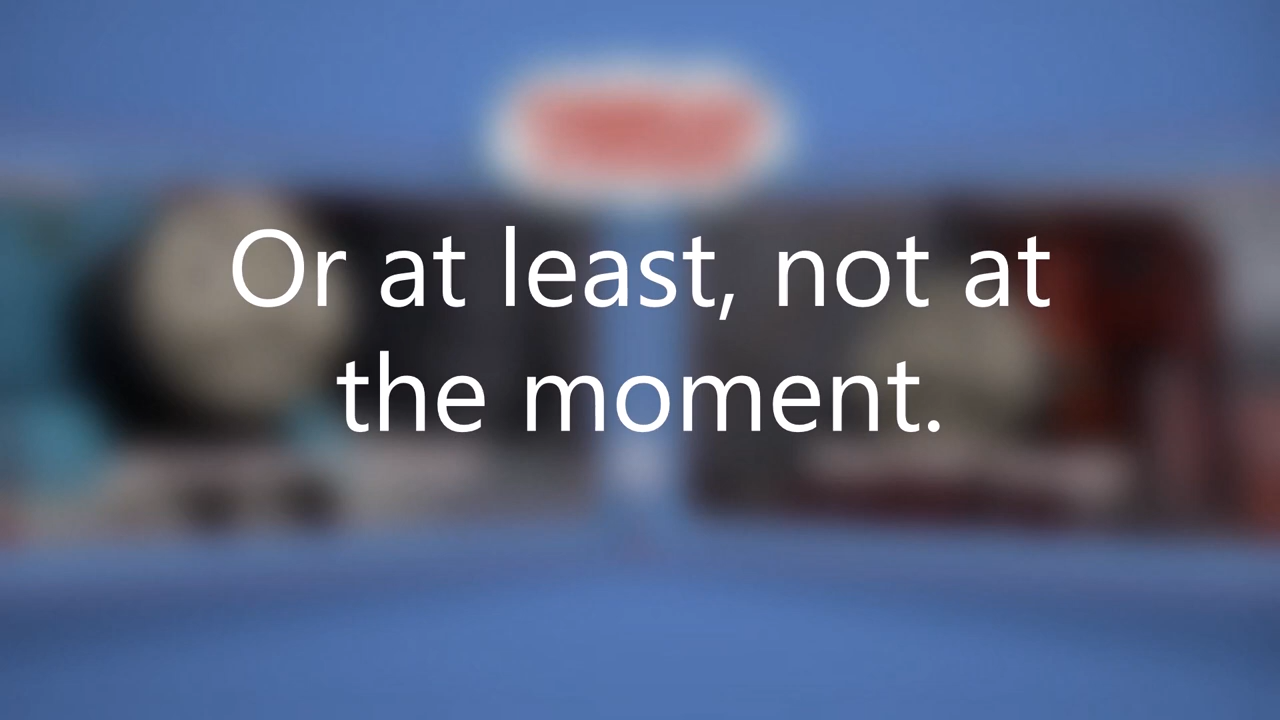 Or at least, not at
the moment.